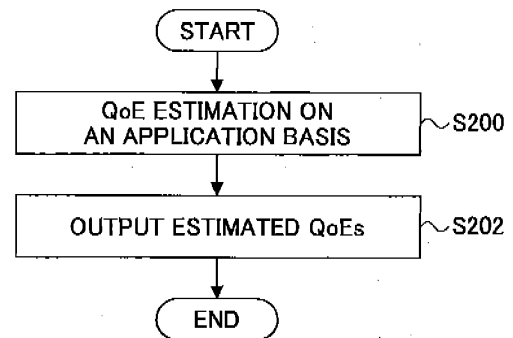 START
QoE ESTIMATION ON
AN APPLICATION BASIS
S200
OUTPUT ESTIMATED QoEs
S202
END